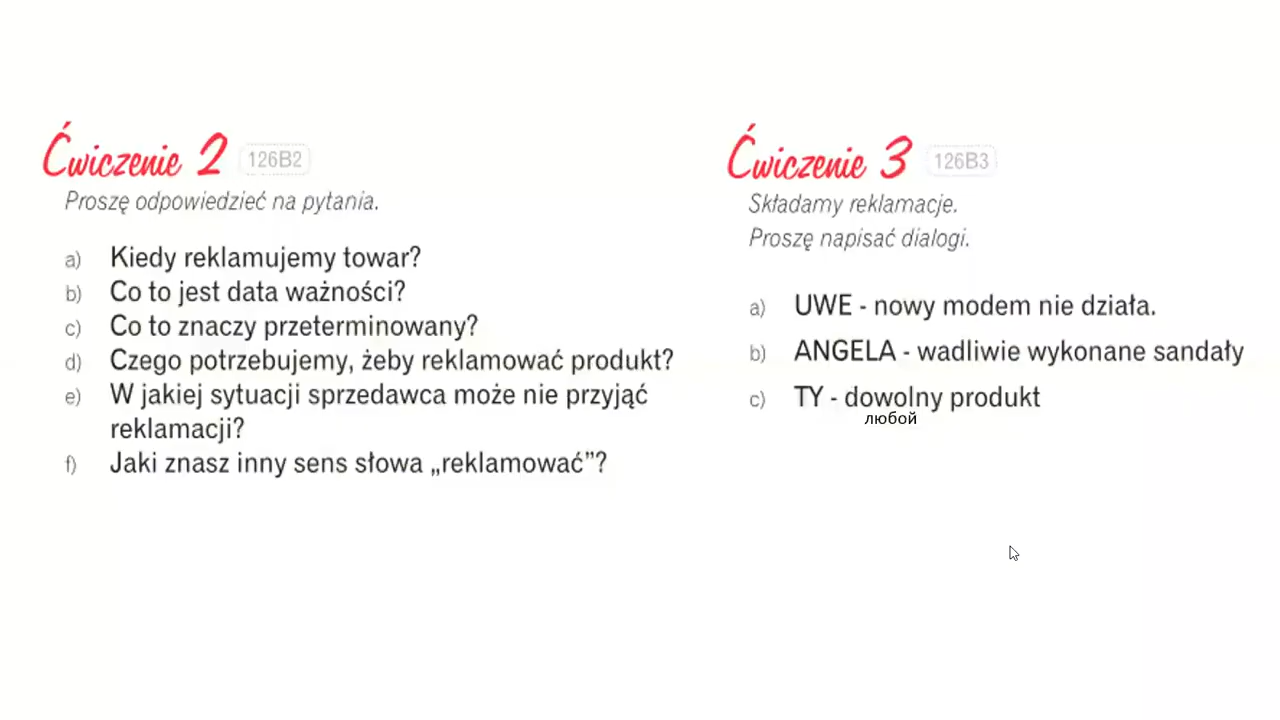 Ćwiczenie 2 126B2
Proszę odpowiedzieć na pytania.
a) Kiedy reklamujemy towar?
b) Co to jest data ważności?
c) Co to znaczy przeterminowany?
d) Czego potrzebujemy, żeby reklamować produkt?
e) W jakiej sytuacji sprzedawca może nie przyjąć
reklamacji?
f) Jaki znasz inny sens słowa „reklamować”?
Ćwiczenie 3 126B3
Składamy reklamacje.
Proszę napisać dialogi.
a) UWE - nowy modem nie działa.
b) ANGELA - wadliwie wykonane sandały
c) TY - dowolny produkt
любой